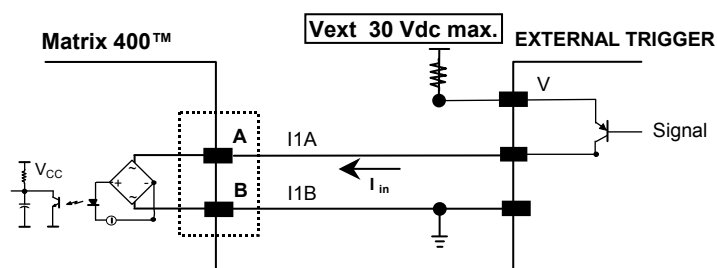 Matrix 400™
Vext 30 Vdc max.
EXTERNAL TRIGGER
V
Signal
A
I1A
I in
B
I1B
VCC
~
+
-
~
I